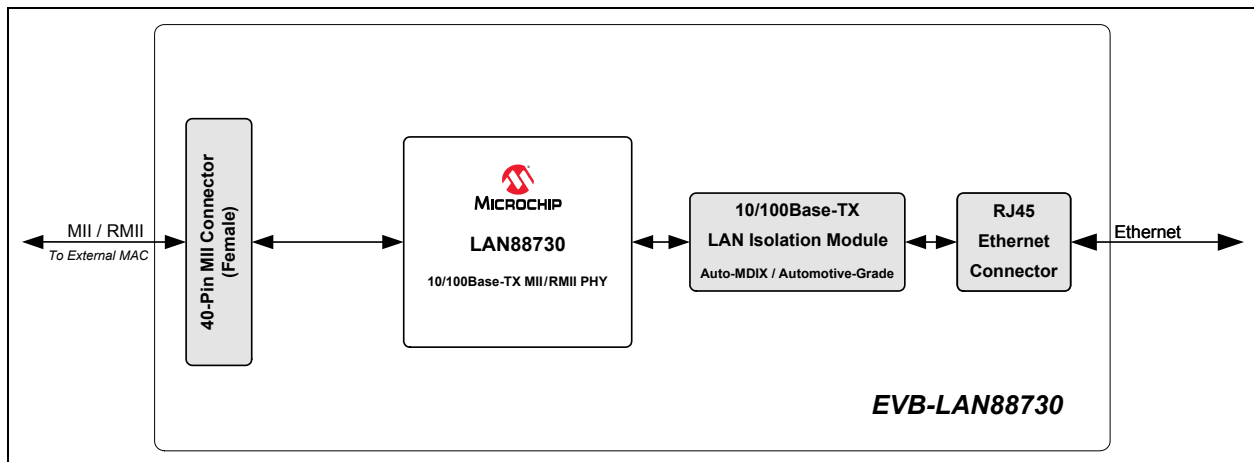 MII / RMII
To External MAC
40-Pin MII Connector
(Female)
MICROCHIP
LAN88730
10/100Base-TX MII/RMII PHY
10/100Base-TX
LAN Isolation Module
Auto-MDIX / Automotive-Grade
RJ45
Ethernet
Connector
Ethernet
EVB-LAN88730